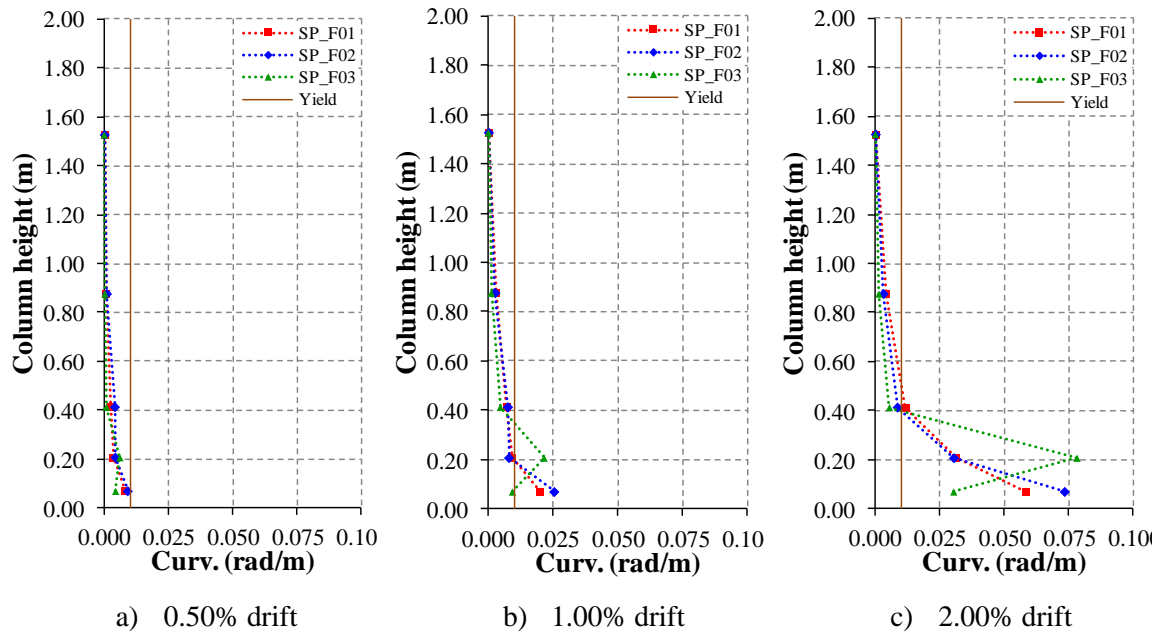 2.00
1.80
1.60
1.40
1.20
1.00
0.80
0.60
0.40
0.20
0.00
Column height (m)
SP_F01
SP_F02
SP_F03
Yield
0.000 0.025 0.050 0.075 0.100
Curv. (rad/m)
a) 0.50% drift
2.00
1.80
1.60
1.40
1.20
1.00
0.80
0.60
0.40
0.20
0.00
Column height (m)
SP_F01
SP_F02
SP_F03
Yield
0.000 0.025 0.050 0.075 0.100
Curv. (rad/m)
b) 1.00% drift
2.00
1.80
1.60
1.40
1.20
1.00
0.80
0.60
0.40
0.20
0.00
Column height (m)
SP_F01
SP_F02
SP_F03
Yield
0.000 0.025 0.050 0.075 0.100
Curv. (rad/m)
c) 2.00% drift